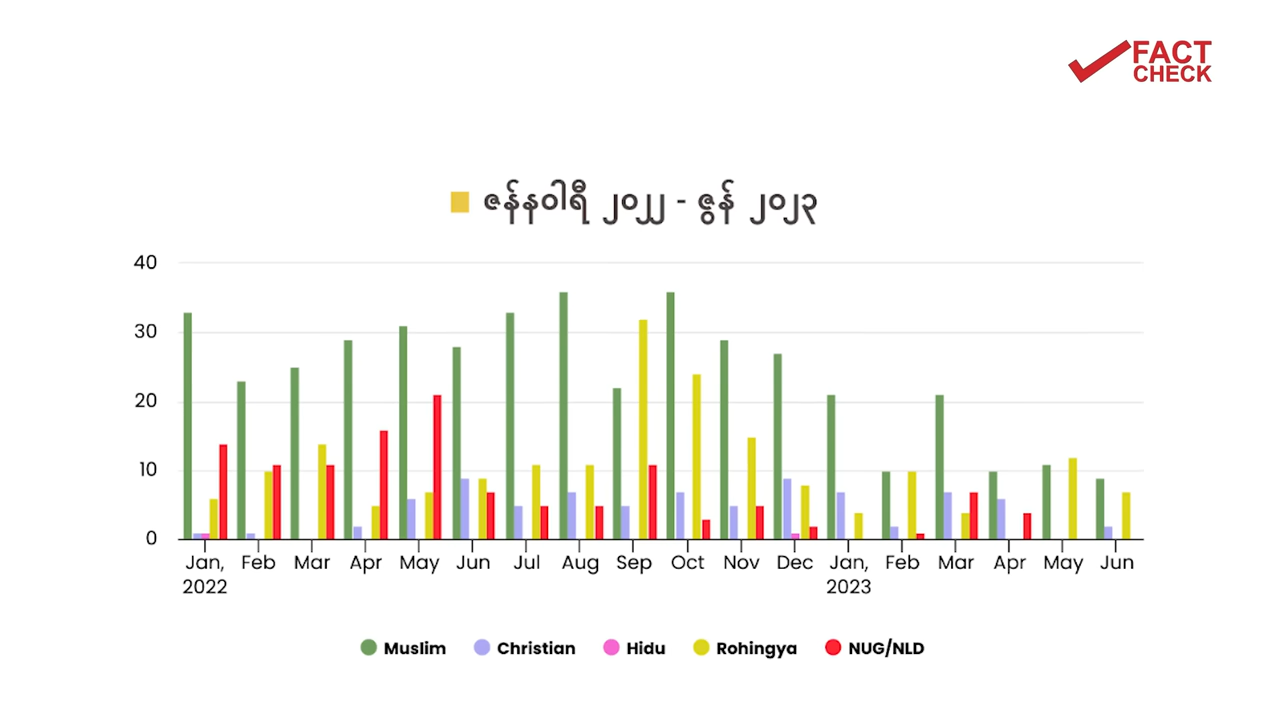 FACT
CHECK
ဇန်နဝါရီ ၂၀၂၂ - ဇွန် ၂၀၂၃
40
30
20
10
0
Jan, Feb Mar Apr May Jun Jul Aug Sep Oct Nov Dec Jan, Feb Mar Apr May Jun
2022 2023
Muslim Christian Hidu Rohingya NUG/NLD